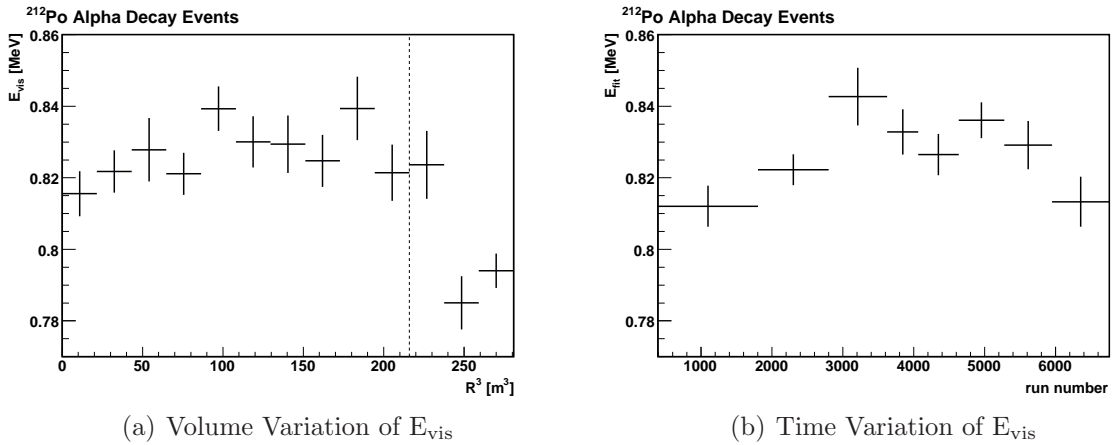 ²¹²Po Alpha Decay Events
E_vis [MeV]
0.86
0.84
0.82
0.8
0.78
0 50 100 150 200 250
R³ [m³]
(a) Volume Variation of E_vis
²¹²Po Alpha Decay Events
E_fit [MeV]
0.86
0.84
0.82
0.8
0.78
1000 2000 3000 4000 5000 6000
run number
(b) Time Variation of E_vis